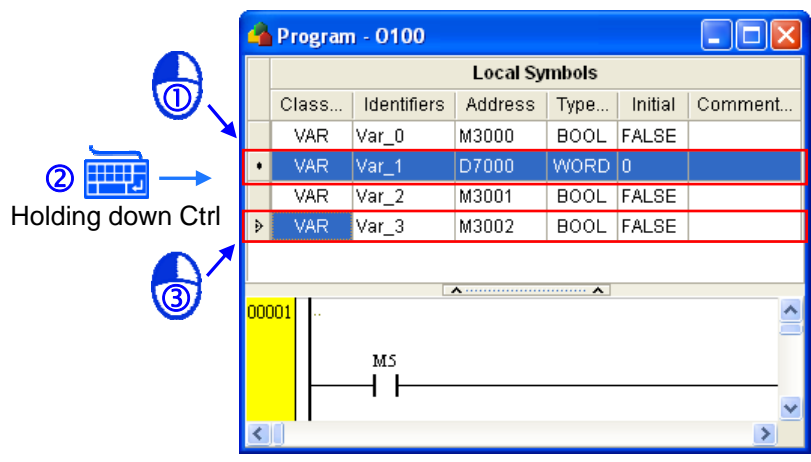 Program - O100
Local Symbols
Class... Identifiers Address Type... Initial Comment...
① VAR Var_0 M3000 BOOL FALSE
VAR Var_1 D7000 WORD 0
② VAR Var_2 M3001 BOOL FALSE
Holding down Ctrl
VAR Var_3 M3002 BOOL FALSE
③
00001
M5